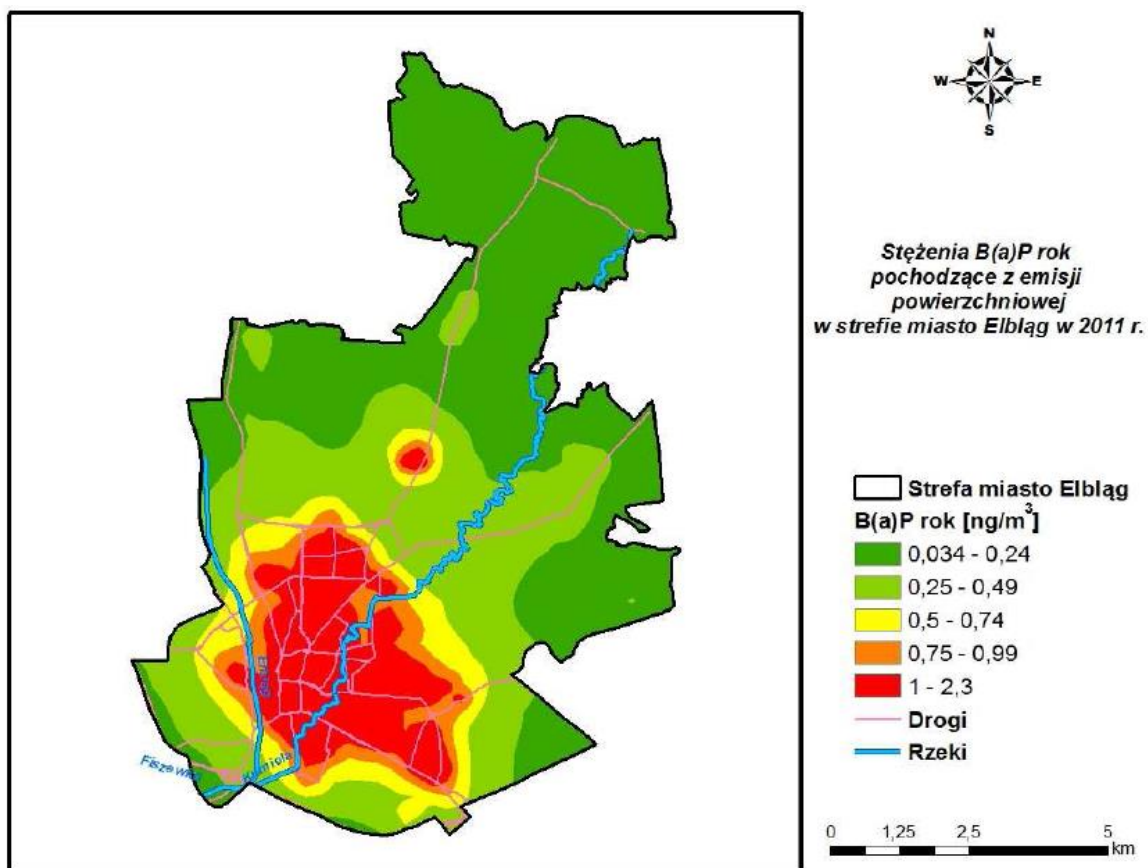 N
W E
S
Stężenia B(a)P rok
pochodzące z emisji
powierzchniowej
w strefie miasto Elbląg w 2011 r.
Strefa miasto Elbląg
B(a)P rok [ng/m³]
0,034 - 0,24
0,25 - 0,49
0,5 - 0,74
0,75 - 0,99
1 - 2,3
Drogi
Rzeki
0 1,25 2,5 5
km
Elbląg
Kumiela
Fiszewka